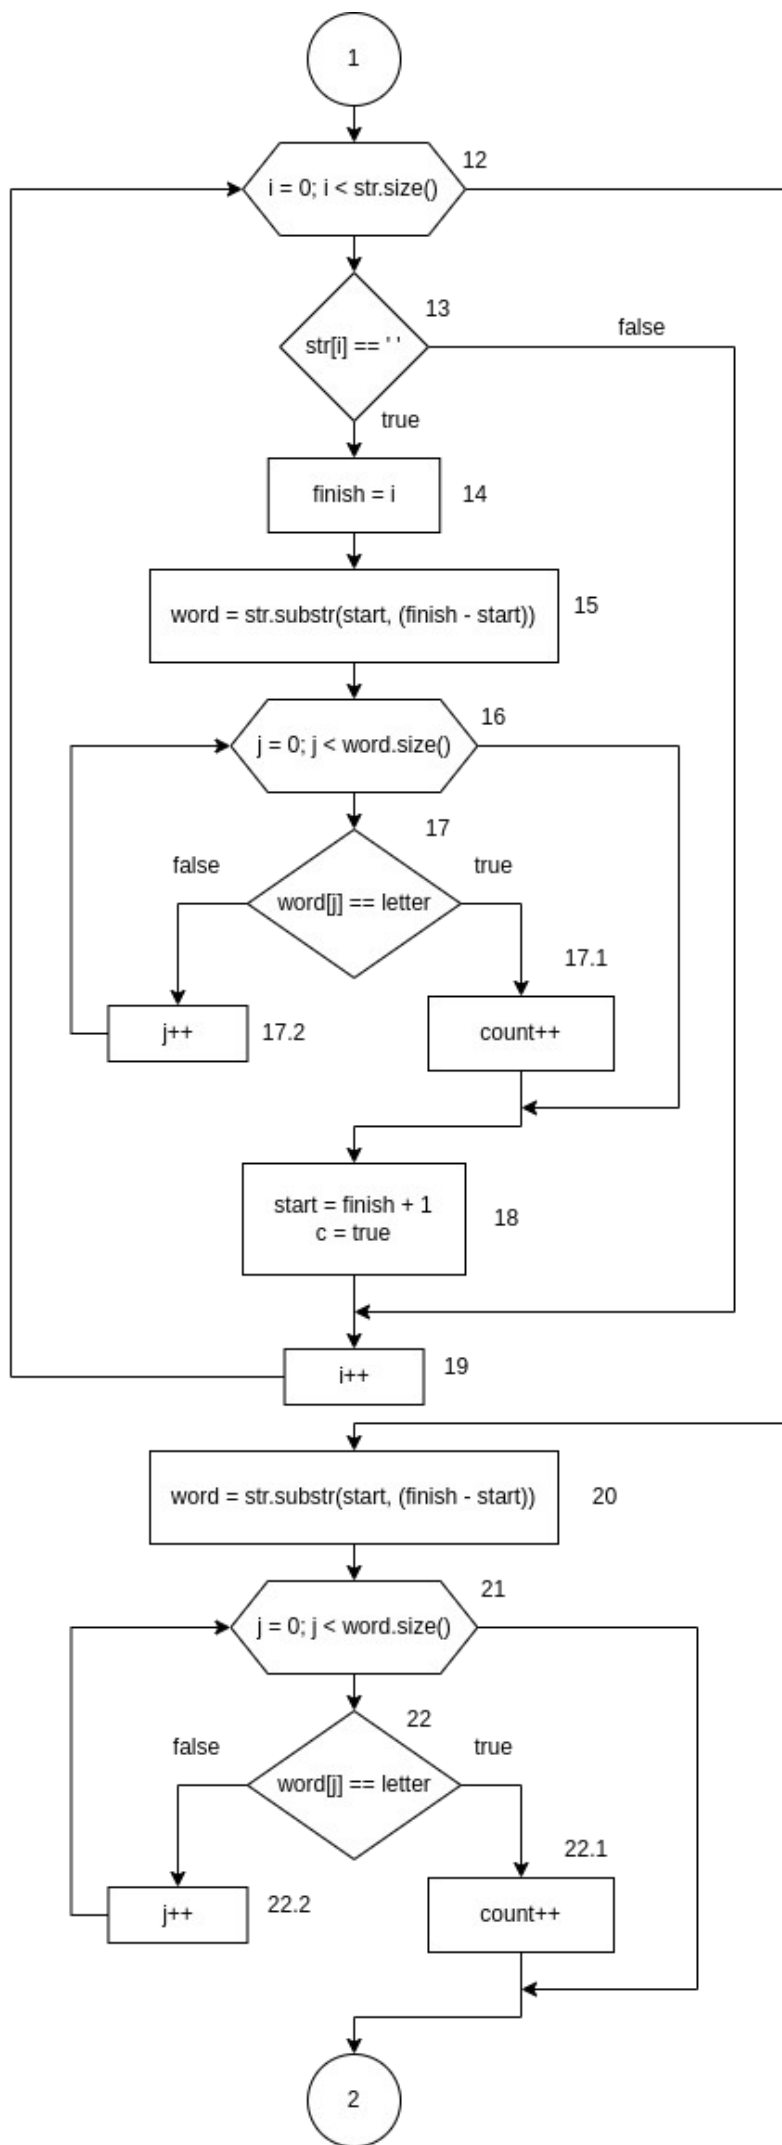 1
12
i = 0; i < str.size()
13
false
str[i] == ' '
true
finish = i
14
word = str.substr(start, (finish - start))
15
16
j = 0; j < word.size()
17
false
true
word[j] == letter
17.1
j++
17.2
count++
start = finish + 1
c = true
18
i++
19
word = str.substr(start, (finish - start))
20
21
j = 0; j < word.size()
22
false
true
word[j] == letter
22.1
j++
22.2
count++
2